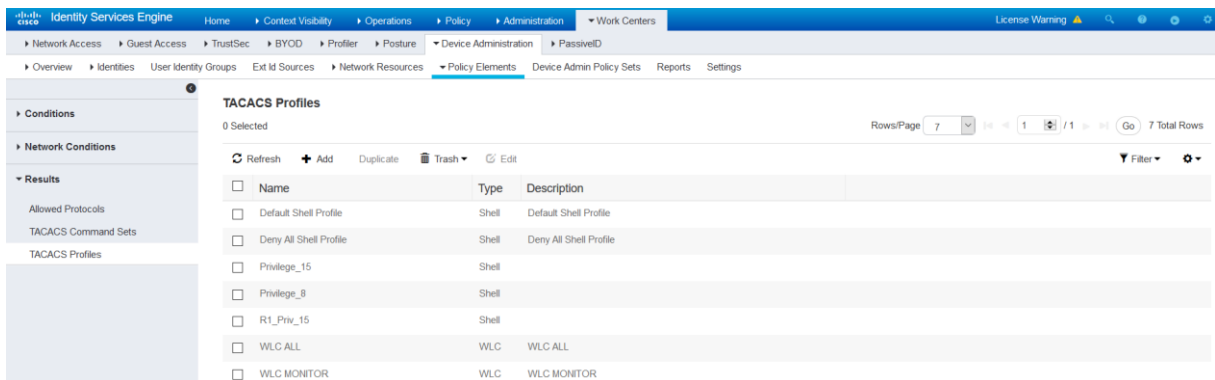 cisco Identity Services Engine Home Context Visibility Operations Policy Administration Work Centers License Warning
Network Access Guest Access TrustSec BYOD Profiler Posture Device Administration PassiveID
Overview Identities User Identity Groups Ext Id Sources Network Resources Policy Elements Device Admin Policy Sets Reports Settings
Conditions
Network Conditions
Results
Allowed Protocols
TACACS Command Sets
TACACS Profiles
TACACS Profiles
0 Selected
Rows/Page 7 1 / 1 Go 7 Total Rows
Refresh Add Duplicate Trash Edit Filter
Name Type Description
Default Shell Profile Shell Default Shell Profile
Deny All Shell Profile Shell Deny All Shell Profile
Privilege_15 Shell
Privilege_8 Shell
R1_Priv_15 Shell
WLC ALL WLC WLC ALL
WLC MONITOR WLC WLC MONITOR